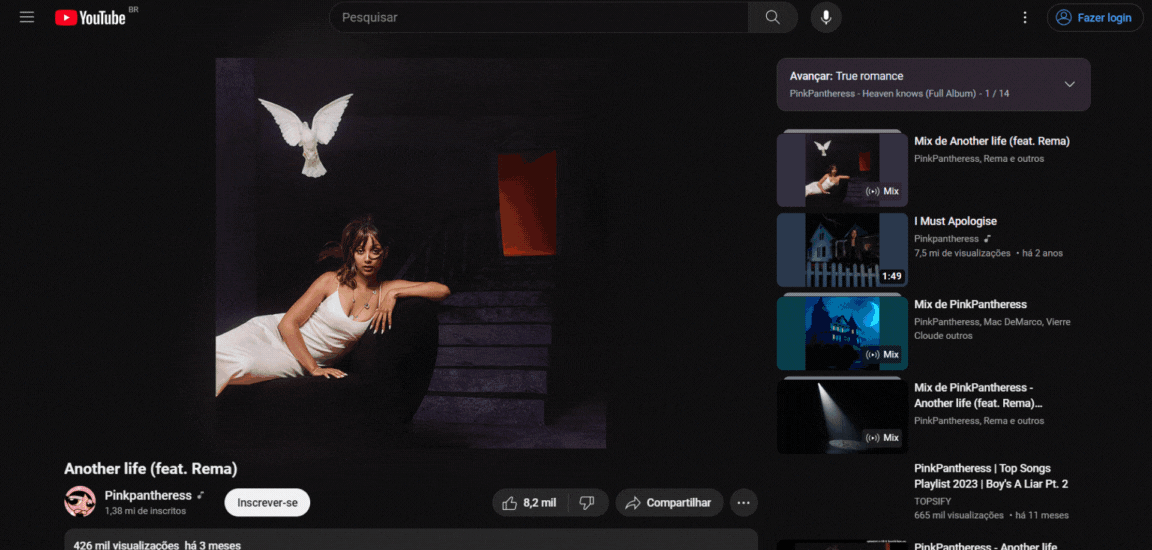 YouTube BR
Pesquisar
Fazer login
Avançar: True romance
PinkPantheress - Heaven knows (Full Album) - 1 / 14
Mix de Another life (feat. Rema)
PinkPantheress, Rema e outros
Mix
I Must Apologise
Pinkpantheress
7,5 mi de visualizações • há 2 anos
1:49
Mix de PinkPantheress
PinkPantheress, Mac DeMarco, Vierre
Cloude outros
Mix
Mix de PinkPantheress -
Another life (feat. Rema)...
PinkPantheress, Rema e outros
Mix
PinkPantheress | Top Songs
Playlist 2023 | Boy's A Liar Pt. 2
TOPSIFY
665 mil visualizações • há 11 meses
PinkPantheress - Another life
Another life (feat. Rema)
Pinkpantheress
1,38 mi de inscritos
Inscrever-se
8,2 mil
Compartilhar
426 mil visualizações há 3 meses